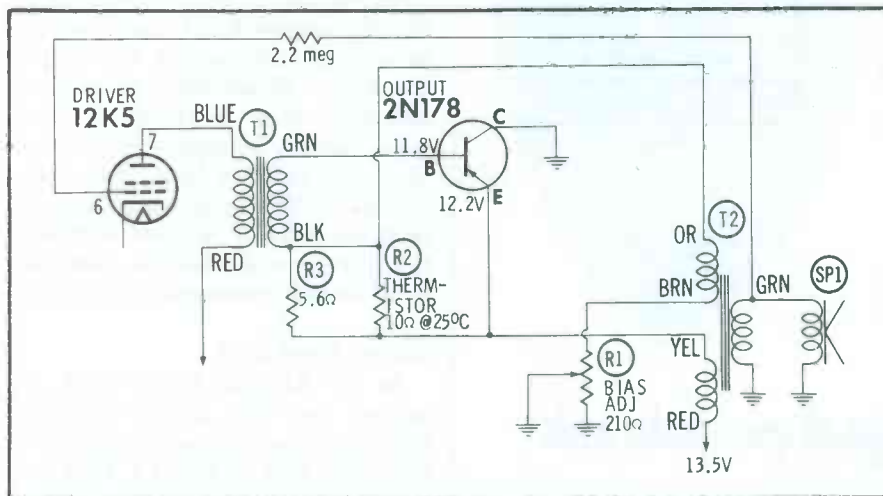 2.2 meg
DRIVER
12K5
BLUE
T1
7
6
RED
GRN
BLK
OUTPUT
2N178
C
11.8V
B
E
12.2V
R3
5.6Ω
R2
THERM-
ISTOR
10Ω @ 25°C
T2
OR
BRN
GRN
SP1
YEL
R1
BIAS
ADJ
210Ω
RED
13.5V